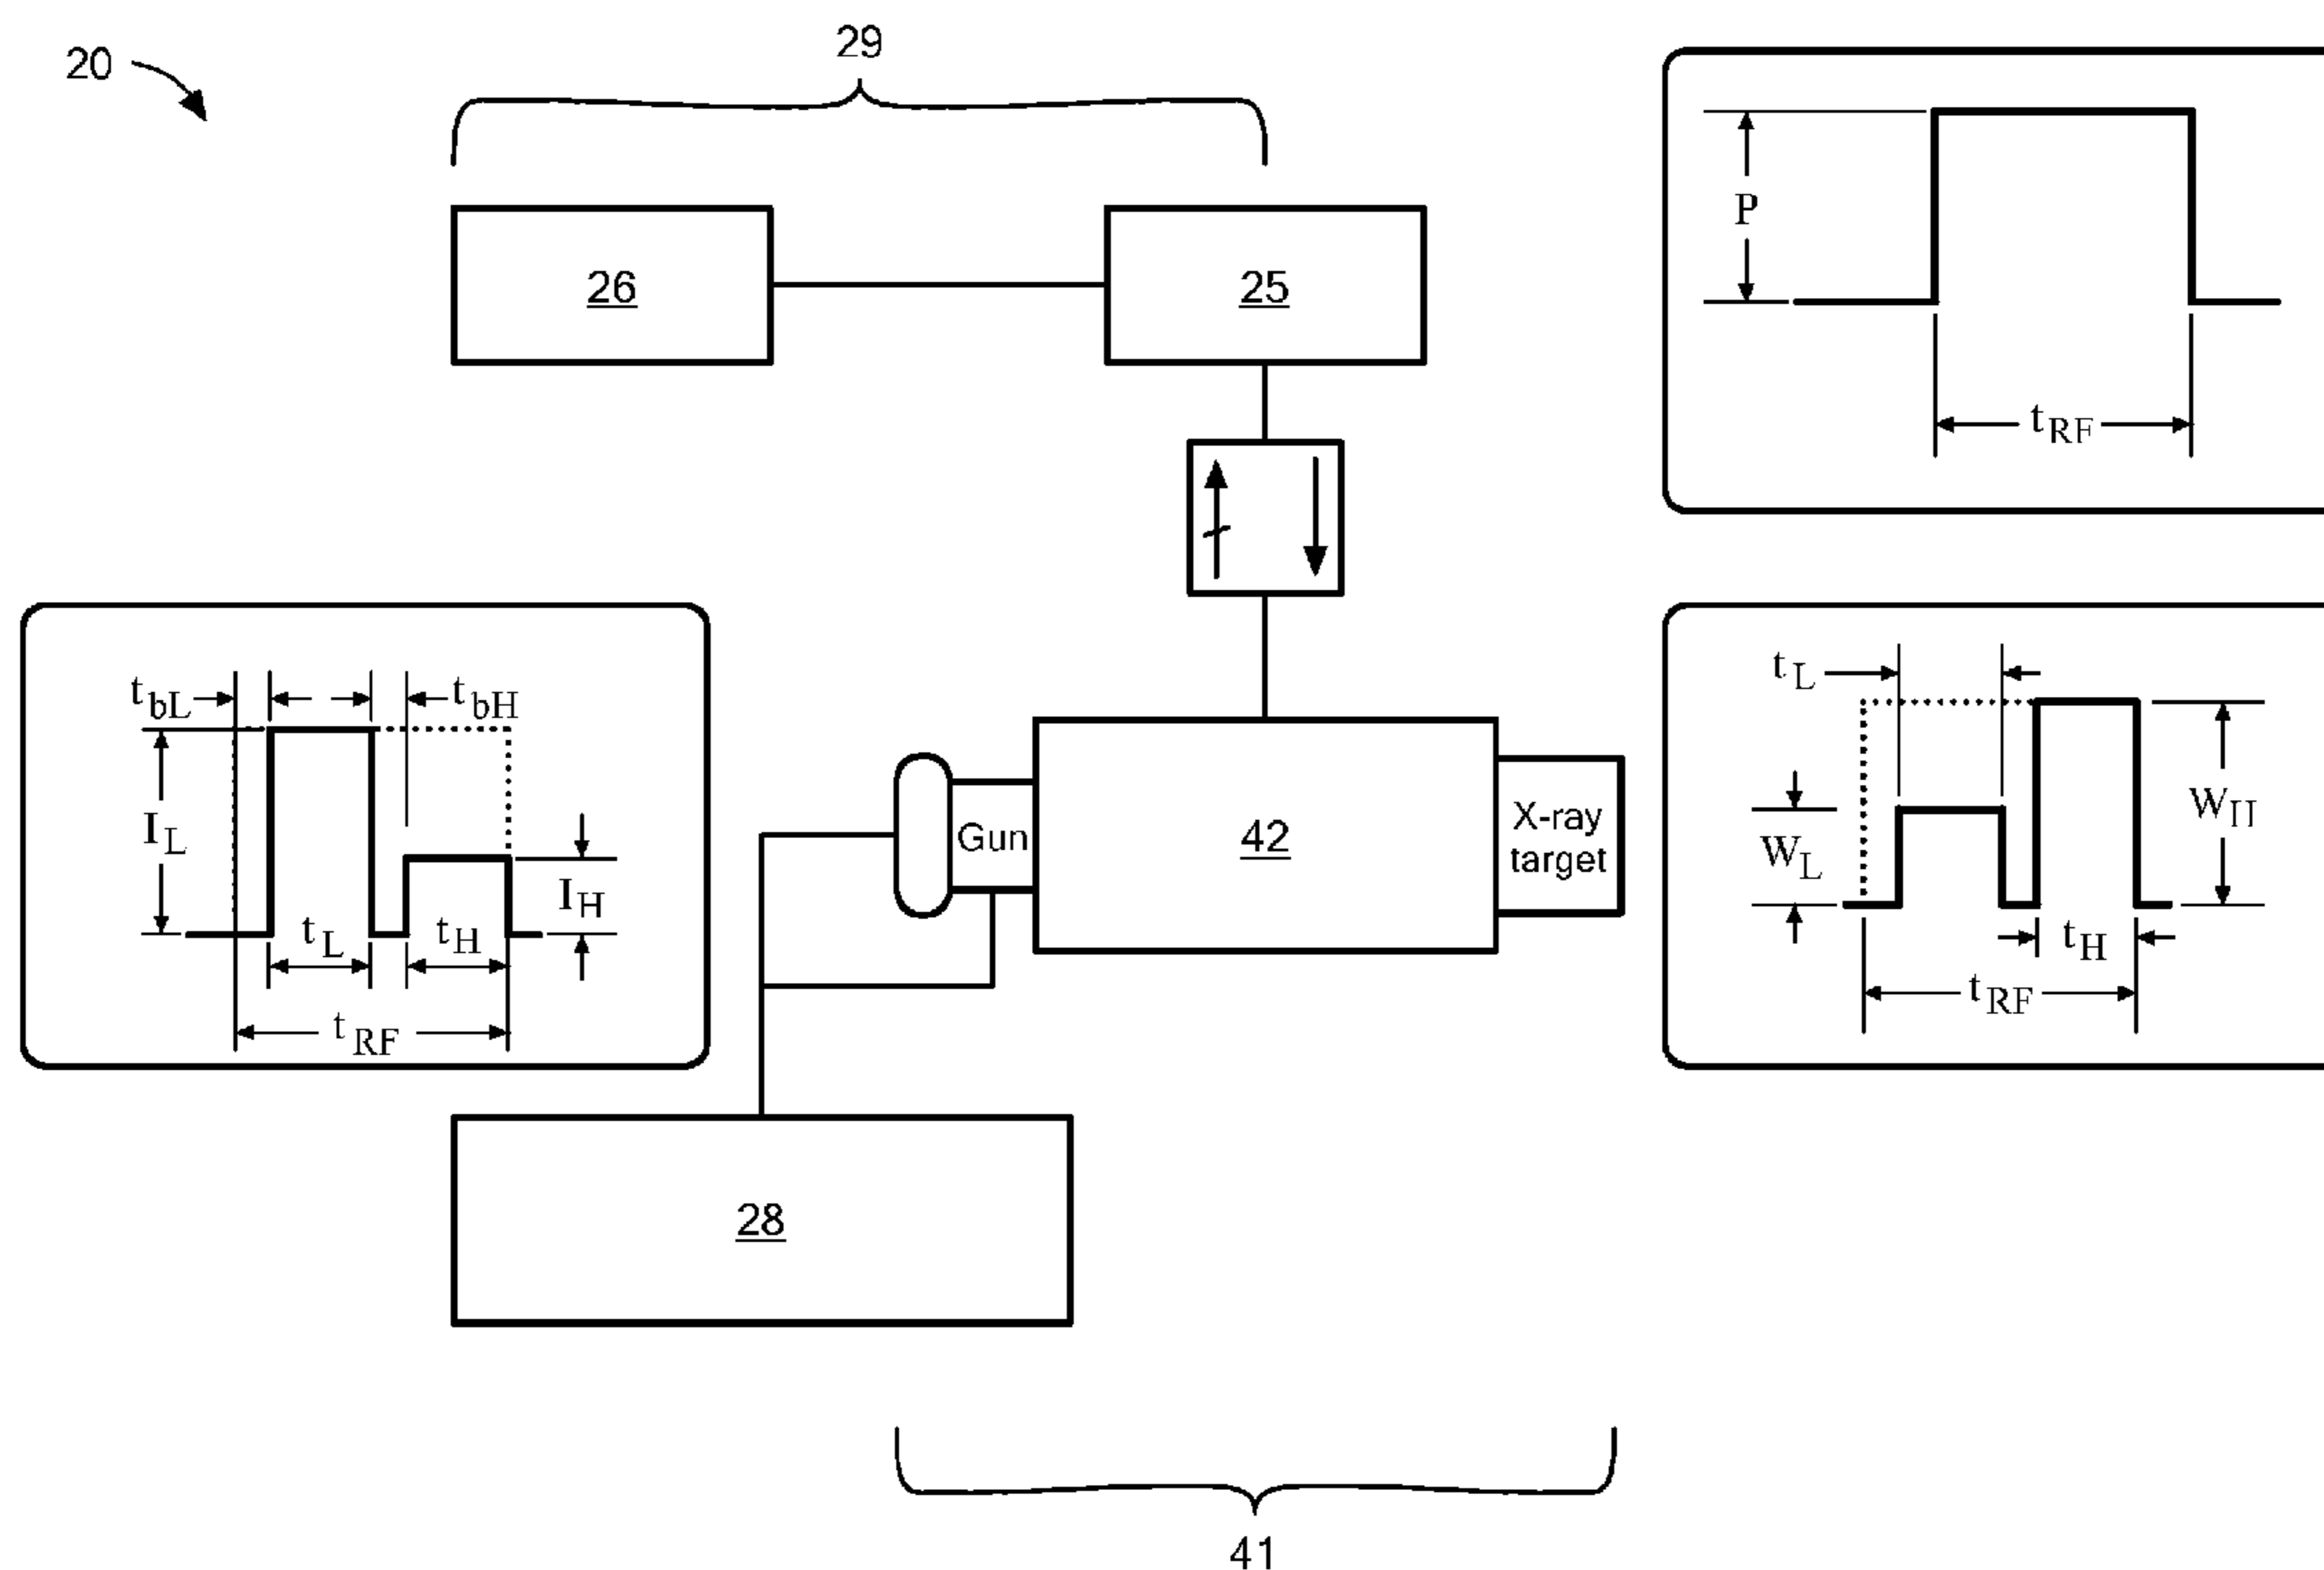 20
29
26
25
P
tRF
tbL
tbH
IL
IH
tL
tH
tRF
Gun
42
X-ray
target
tL
WL
WH
tH
tRF
28
41